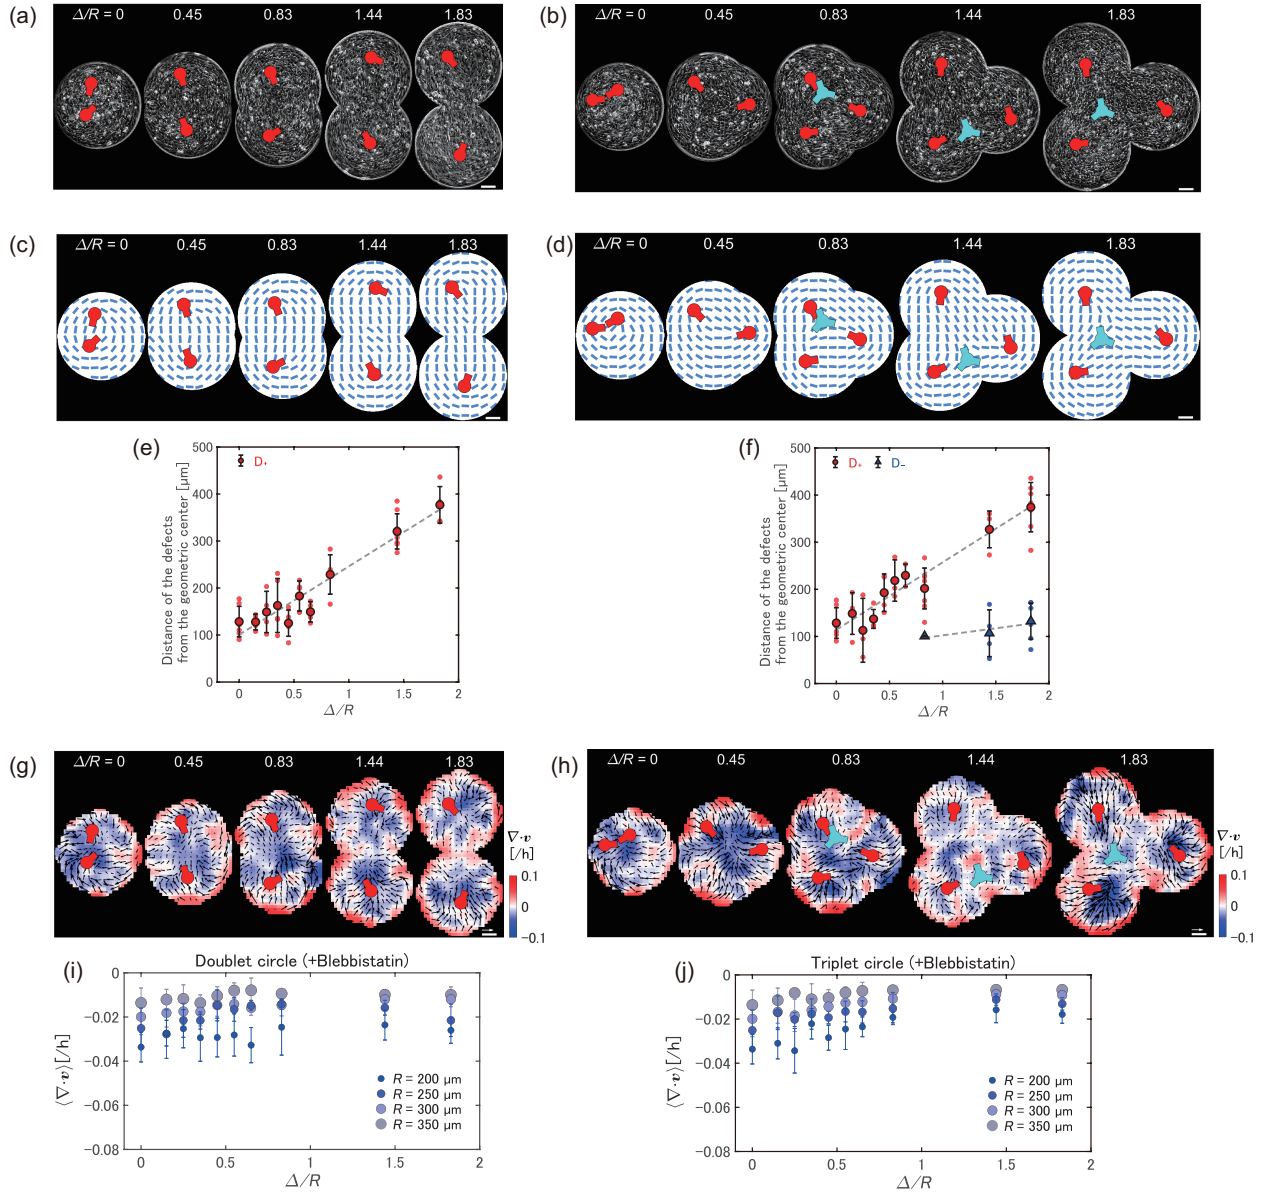 (a) Δ/R = 0 0.45 0.83 1.44 1.83
(b) Δ/R = 0 0.45 0.83 1.44 1.83
(c) Δ/R = 0 0.45 0.83 1.44 1.83
(d) Δ/R = 0 0.45 0.83 1.44 1.83
(e)
D₊
Distance of the defects
from the geometric center [μm]
500
400
300
200
100
0
0 0.5 1 1.5 2
Δ/R
(f)
D₊ D₋
Distance of the defects
from the geometric center [μm]
500
400
300
200
100
0
0 0.5 1 1.5 2
Δ/R
(g) Δ/R = 0 0.45 0.83 1.44 1.83
∇·v
[/h]
0.1
0
−0.1
(h) Δ/R = 0 0.45 0.83 1.44 1.83
∇·v
[/h]
0.1
0
−0.1
(i) Doublet circle (+Blebbistatin)
⟨∇·v⟩[/h]
0
−0.02
−0.04
−0.06
−0.08
R = 200 μm
R = 250 μm
R = 300 μm
R = 350 μm
0 0.5 1 1.5 2
Δ/R
(j) Triplet circle (+Blebbistatin)
⟨∇·v⟩[/h]
0
−0.02
−0.04
−0.06
−0.08
R = 200 μm
R = 250 μm
R = 300 μm
R = 350 μm
0 0.5 1 1.5 2
Δ/R